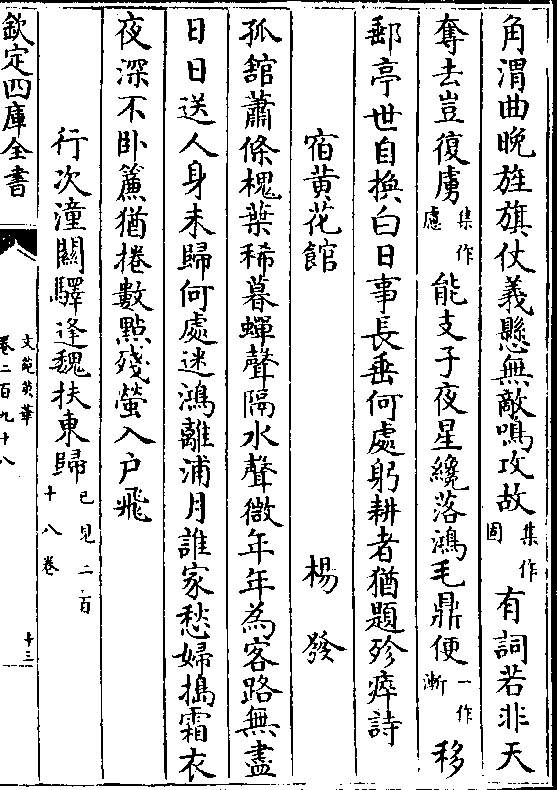 角渭曲晚旌旗仗義懸無敵鳴攻故集作固有詞若非天
奪去豈復虜集作慮能支子夜星纔落鴻毛鼎便一作漸移
郵亭世自換白日事長垂何處躬耕者猶題殄瘁詩
宿黄花館 楊發
孤舘蕭條槐葉稀暮蟬聲隔水聲微年年為客路無盡
日日送人身未歸何處迷鴻離浦月誰家愁婦搗霜衣
夜深不卧簾猶捲數點殘螢入户飛
行次潼關驛逢魏扶東歸已見二百十八卷
欽定四庫全書
文苑英華
卷二百九十八
十三